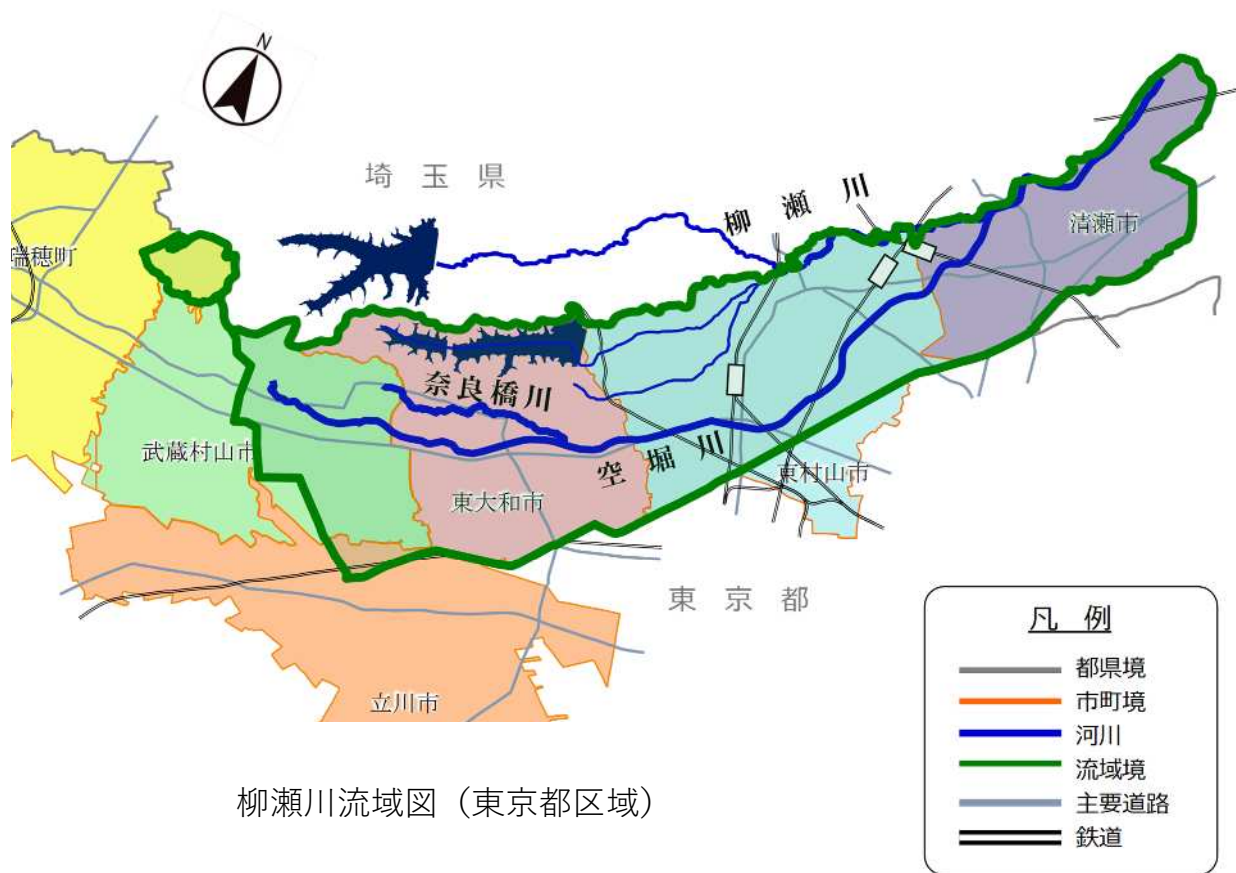 N
埼玉県
柳瀬川
清瀬市
瑞穂町
奈良橋川
武蔵村山市
空堀川
東村山市
東大和市
東京都
立川市
凡例
都県境
市町境
河川
流域境
主要道路
鉄道
柳瀬川流域図（東京都区域）